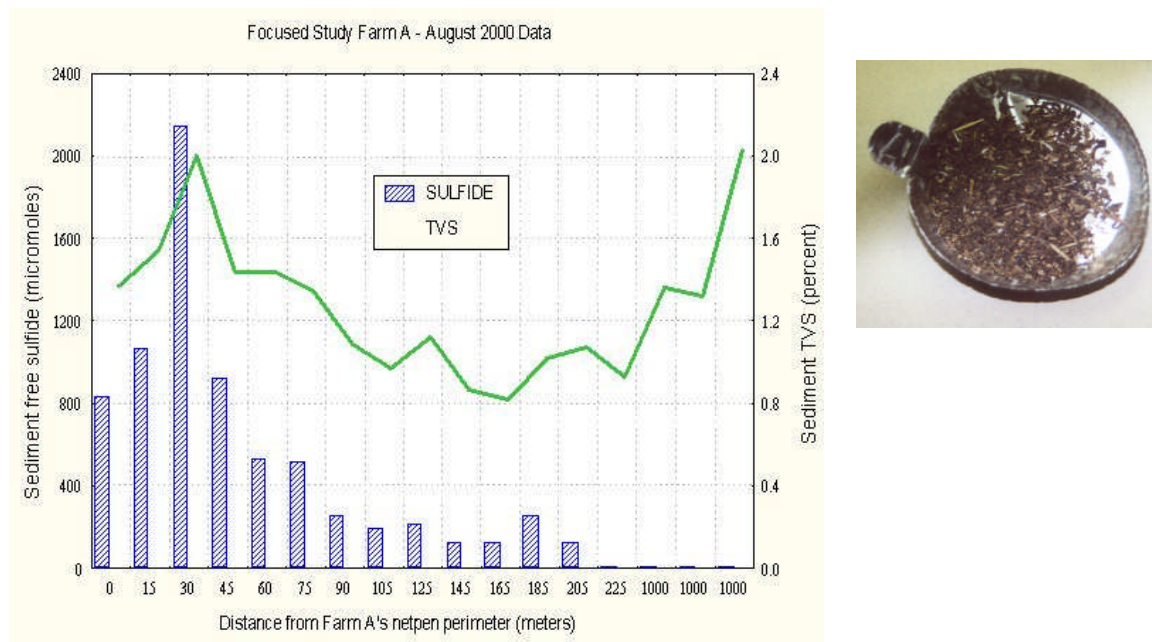 Focused Study Farm A - August 2000 Data
2400
2000
1600
1200
800
400
0
Sediment free sulfide (micromoles)
SULFIDE
TVS
2.4
2.0
1.6
1.2
0.8
0.4
0.0
Sediment TVS (percent)
0 15 30 45 60 75 90 105 125 145 165 185 205 225 1000 1000 1000
Distance from Farm A's netpen perimeter (meters)